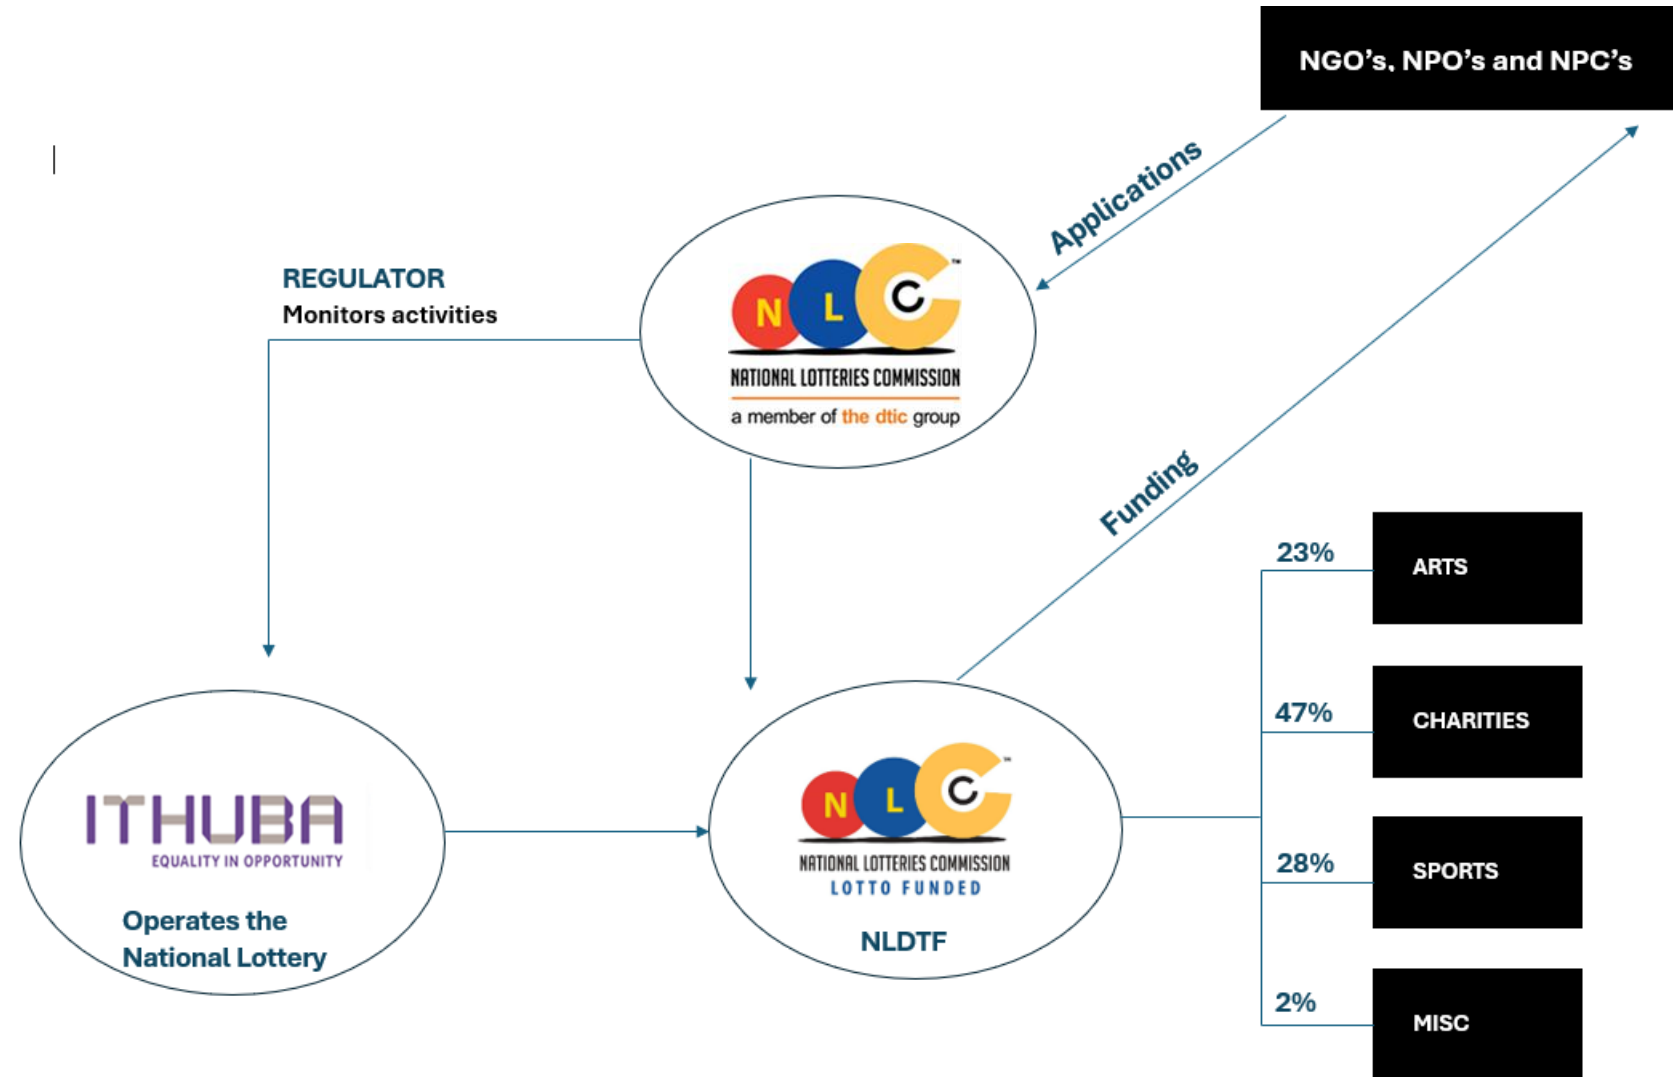 NGO’s, NPO’s and NPC’s
Applications
REGULATOR
Monitors activities
N L C C ™
NATIONAL LOTTERIES COMMISSION
a member of the dtic group
Funding
23%
ARTS
47%
CHARITIES
28%
SPORTS
2%
MISC
ITHUBA
EQUALITY IN OPPORTUNITY
Operates the
National Lottery
N L C C ™
NATIONAL LOTTERIES COMMISSION
LOTTO FUNDED
NLDTF